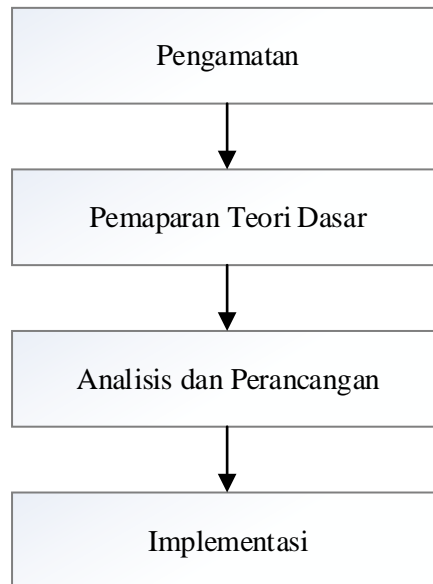 Pengamatan
Pemaparan Teori Dasar
Analisis dan Perancangan
Implementasi